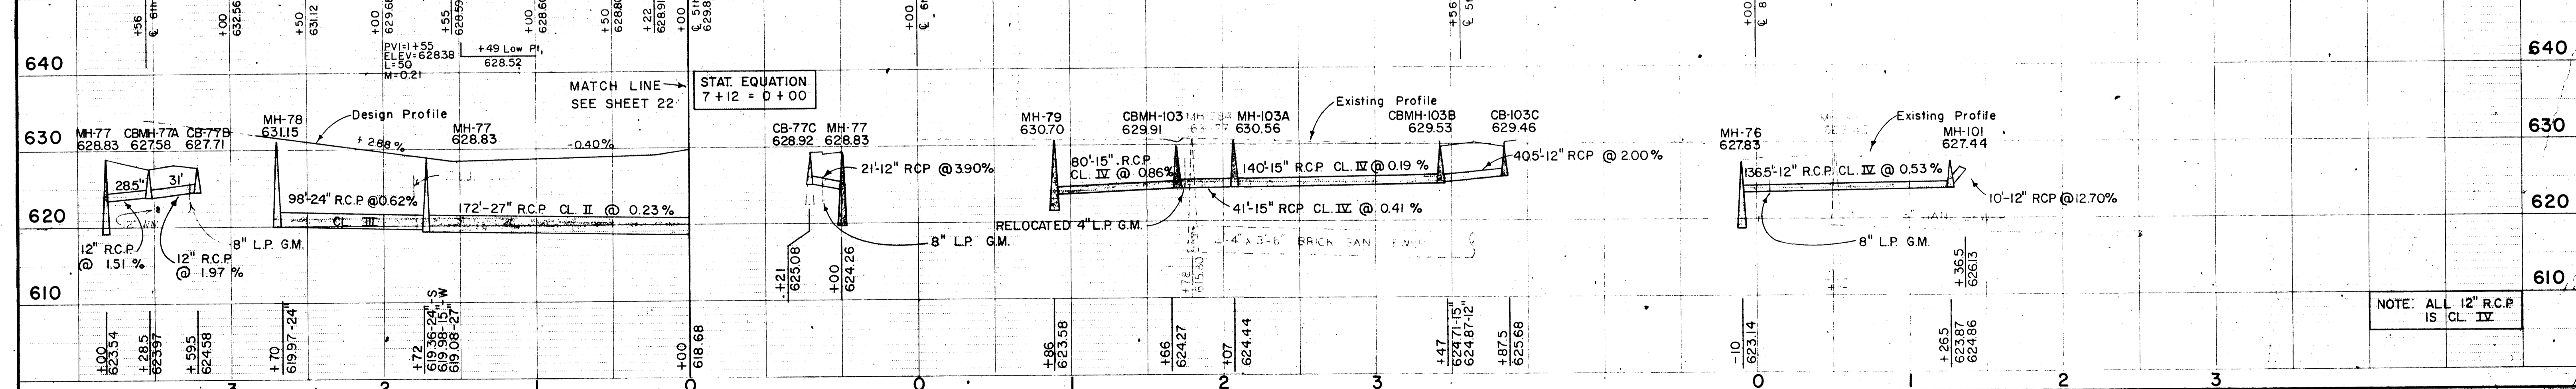 +56
℄ 6th
+00
632.56
+50
631.12
+00
+55
+00
+50
+22
+00
+00
+56
+00
PVI=1+55
ELEV=628.38
L=50
M=0.21
+49 Low Pt.
628.52
640
640
MATCH LINE
SEE SHEET 22
STAT. EQUATION
7+12 = 0+00
Design Profile
Existing Profile
Existing Profile
630
630
MH-77
628.83
CBMH-77A
627.58
CB-77B
627.71
MH-78
631.15
+2.88%
MH-77
628.83
-0.40%
CB-77C
628.92
MH-77
628.83
MH-79
630.70
CBMH-103
629.91
MH-103A
630.56
CBMH-103B
629.53
CB-103C
629.46
MH-76
627.83
MH-101
627.44
28.5'
31'
98'-24" R.C.P @0.62%
CL. III
172'-27" R.C.P. CL. II @ 0.23%
21'-12" RCP @3.90%
80'-15" R.C.P.
CL. IV @ 0.86%
140'-15" R.C.P. CL. IV @ 0.19 %
40.5'-12" RCP @ 2.00%
136.5'-12" R.C.P. CL. IV @ 0.53%
10'-12" RCP @12.70%
620
620
12" R.C.P.
@ 1.51 %
12" R.C.P.
@ 1.97 %
8" L.P. G.M.
8" L.P. G.M.
RELOCATED 4" L.P. G.M.
41'-15" RCP CL. IV @ 0.41 %
8" L.P. G.M.
610
610
-+21
625.08
+00
624.26
+36.5
626.13
NOTE: ALL 12" R.C.P.
IS CL. IV
+00
623.54
+28.5
623.97
+59.5
624.58
+70
619.97-24"
+72
619.36-24"-S
619.98-15"-W
619.08-27"
+00
618.68
+86
623.58
+66
624.27
+07
624.44
+47
624.71-15"
624.87-12"
+87.5
625.68
-10
623.14
+26.5
623.87
624.86
3
2
1
0
0
1
2
3
0
1
2
3